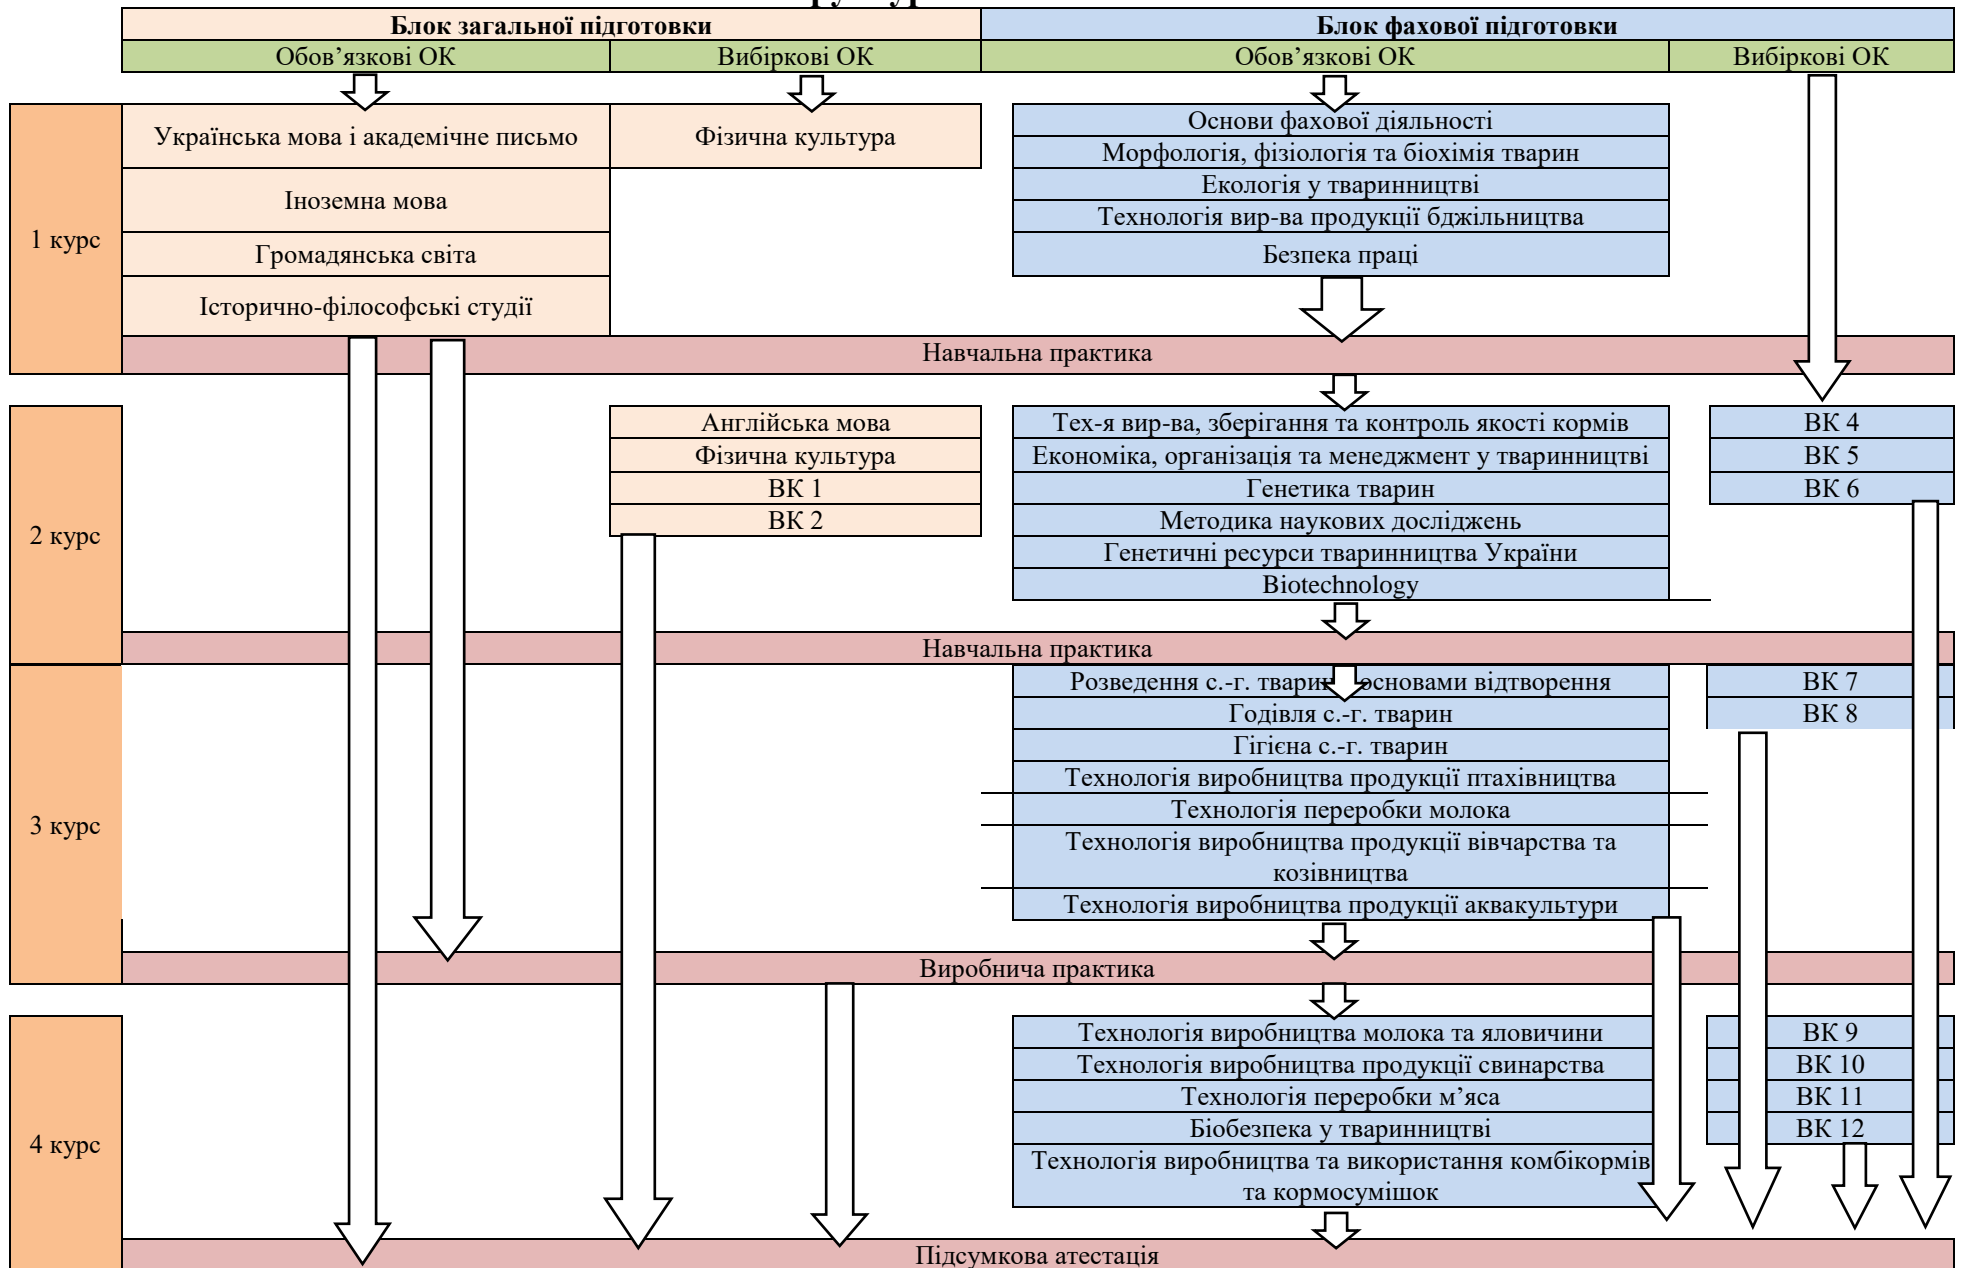 Блок загальної підготовки
Блок фахової підготовки
Обов’язкові ОК
Вибіркові ОК
Обов’язкові ОК
Вибіркові ОК
1 курс
Українська мова і академічне письмо
Фізична культура
Основи фахової діяльності
Морфологія, фізіологія та біохімія тварин
Іноземна мова
Екологія у тваринництві
Технологія вир-ва продукції бджільництва
Громадянська світа
Безпека праці
Історично-філософські студії
Навчальна практика
2 курс
Англійська мова
Тех-я вир-ва, зберігання та контроль якості кормів
ВК 4
Фізична культура
Економіка, організація та менеджмент у тваринництві
ВК 5
ВК 1
Генетика тварин
ВК 6
ВК 2
Методика наукових досліджень
Генетичні ресурси тваринництва України
Biotechnology
Навчальна практика
3 курс
Розведення с.-г. тварин основами відтворення
ВК 7
Годівля с.-г. тварин
ВК 8
Гігієна с.-г. тварин
Технологія виробництва продукції птахівництва
Технологія переробки молока
Технологія виробництва продукції вівчарства та
козівництва
Технологія виробництва продукції аквакультури
Виробнича практика
4 курс
Технологія виробництва молока та яловичини
ВК 9
Технологія виробництва продукції свинарства
ВК 10
Технологія переробки м’яса
ВК 11
Біобезпека у тваринництві
ВК 12
Технологія виробництва та використання комбікормів
та кормосумішок
Підсумкова атестація